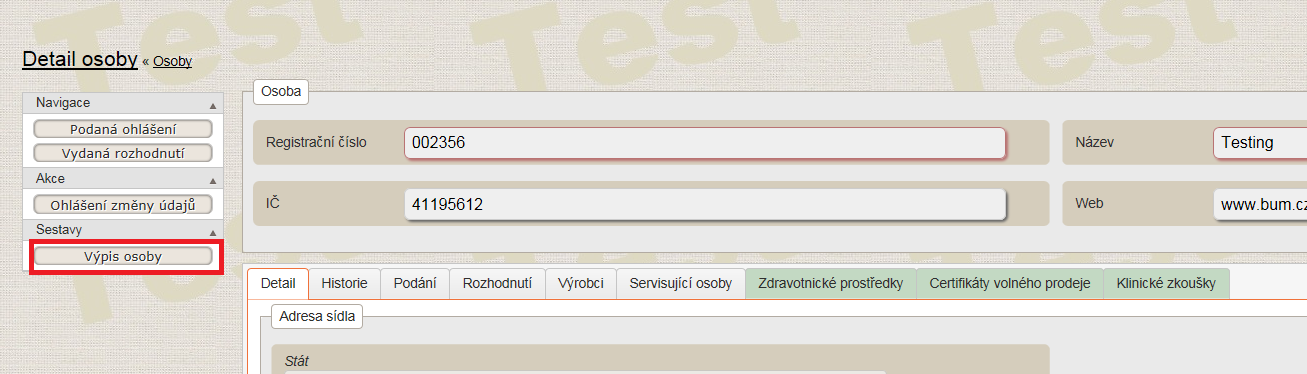 Test Test Test
Detail osoby « Osoby
Navigace
Podaná ohlášení
Vydaná rozhodnutí
Akce
Ohlášení změny údajů
Sestavy
Výpis osoby
Osoba
Registrační číslo 002356 Název Testing
IČ 41195612 Web www.bum.cz
Detail Historie Podání Rozhodnutí Výrobci Servisující osoby Zdravotnické prostředky Certifikáty volného prodeje Klinické zkoušky
Adresa sídla
Stát